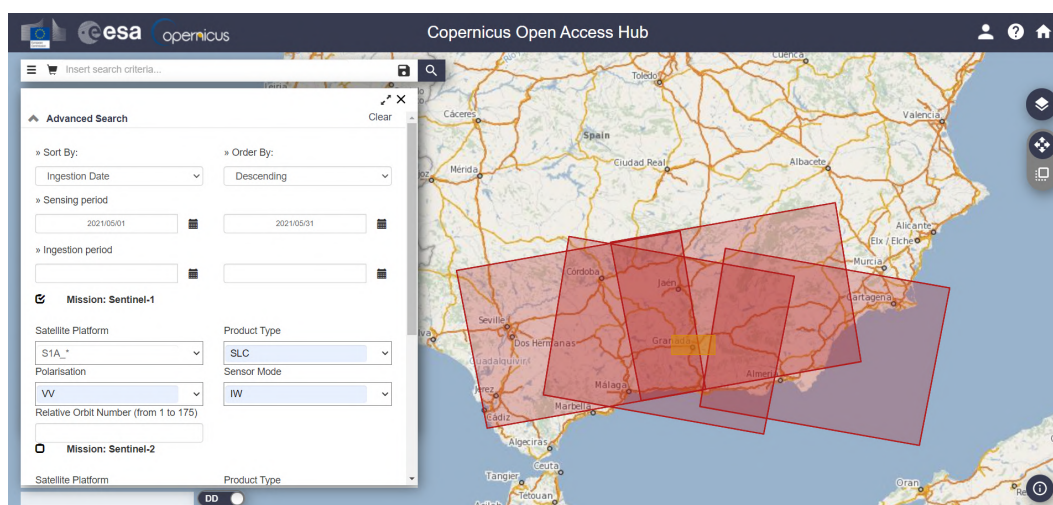 esa opernicus
Copernicus Open Access Hub
Insert search criteria...
Advanced Search
Clear
» Sort By:
» Order By:
Ingestion Date
Descending
» Sensing period
2021/05/01
2021/05/31
» Ingestion period
Mission: Sentinel-1
Satellite Platform
Product Type
S1A_*
SLC
Polarisation
Sensor Mode
VV
IW
Relative Orbit Number (from 1 to 175)
Mission: Sentinel-2
Satellite Platform
Product Type
DD
Cuenca
Toledo
Cáceres
Valencia
Spain
Ciudad Real
Albacete
Mérida
Alicante
Elx / Elche
Murcia
Córdoba
Jaén
Cartagena
Seville
Dos Hermanas
Granada
Guadalquivir
Almería
Málaga
Jerez
Marbella
Cádiz
Algeciras
Ceuta
Tangier
Tetouan
Oran